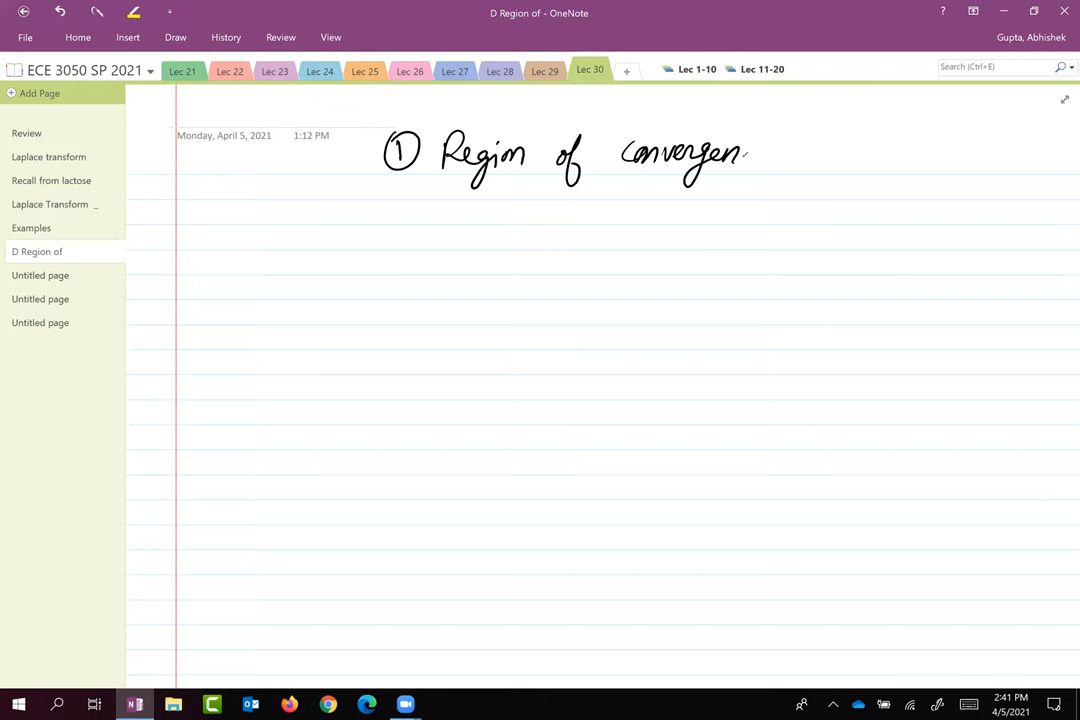 D Region of - OneNote
?
File Home Insert Draw History Review View
Gupta, Abhishek
ECE 3050 SP 2021
Lec 21 Lec 22 Lec 23 Lec 24 Lec 25 Lec 26 Lec 27 Lec 28 Lec 29 Lec 30 + Lec 1-10 Lec 11-20
Search (Ctrl+E)
Add Page
Monday, April 5, 2021 1:12 PM
① Region of convergen
Review
Laplace transform
Recall from lactose
Laplace Transform _
Examples
D Region of
Untitled page
Untitled page
Untitled page
2:41 PM
4/5/2021